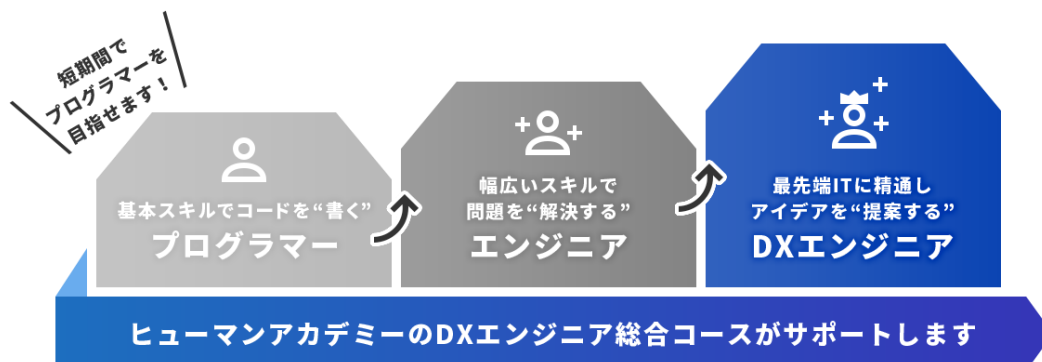 短期間で
プログラマーを
目指せます！
基本スキルでコードを“書く”
プログラマー
幅広いスキルで
問題を“解決する”
エンジニア
最先端ITに精通し
アイデアを“提案する”
DXエンジニア
ヒューマンアカデミーのDXエンジニア総合コースがサポートします